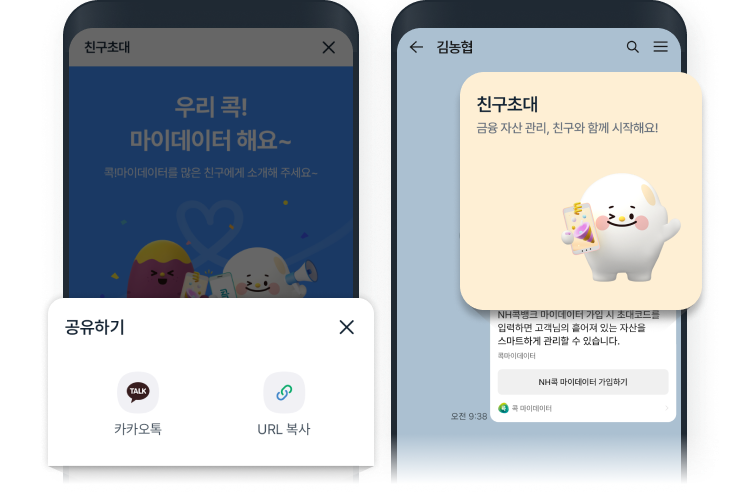 친구초대
우리 콕!
마이데이터 해요~
콕!마이데이터를 많은 친구에게 소개해 주세요~
공유하기
TALK
카카오톡
URL 복사
김농협
친구초대
금융 자산 관리, 친구와 함께 시작해요!
NH콕뱅크 마이데이터 가입 시 초대코드를
입력하면 고객님의 흩어져 있는 자산을
스마트하게 관리할 수 있습니다.
콕마이데이터
NH콕 마이데이터 가입하기
콕 마이데이터
오전 9:38